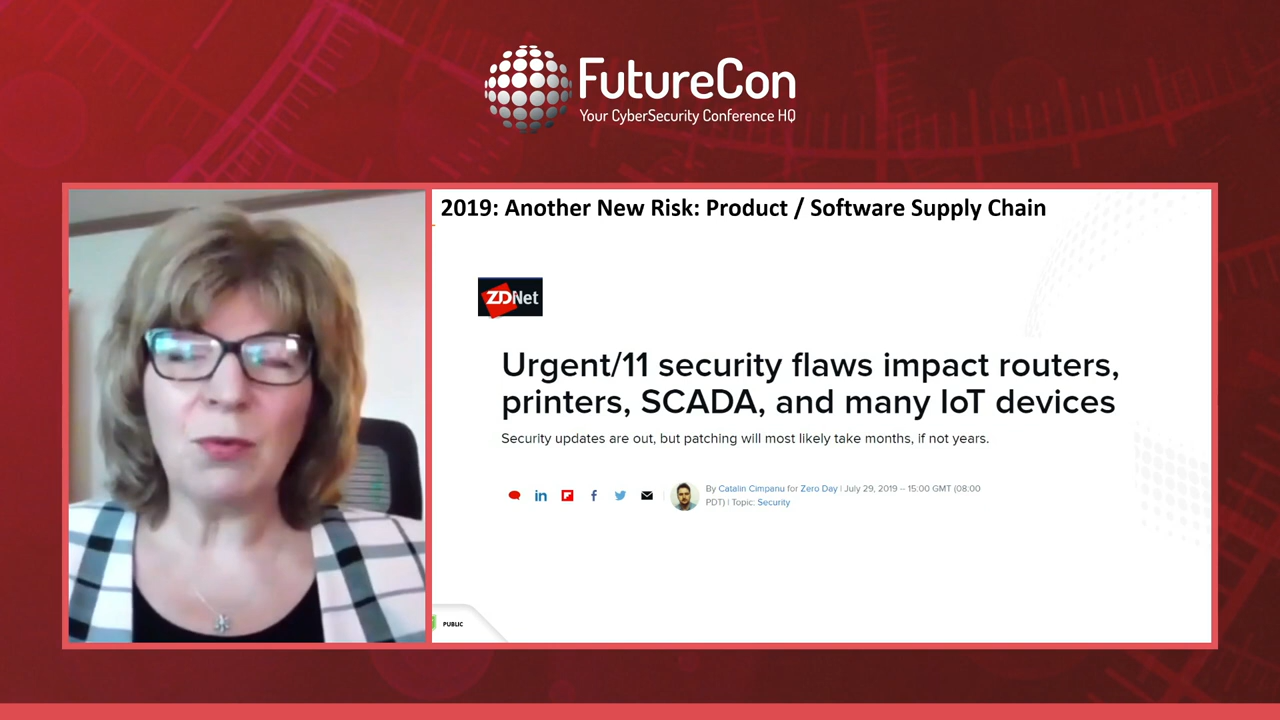 FutureCon
Your CyberSecurity Conference HQ
2019: Another New Risk: Product / Software Supply Chain
ZDNet
Urgent/11 security flaws impact routers,
printers, SCADA, and many IoT devices
Security updates are out, but patching will most likely take months, if not years.
in f
By Catalin Cimpanu for Zero Day | July 29, 2019 -- 15:00 GMT (08:00
PDT) | Topic: Security
PUBLIC